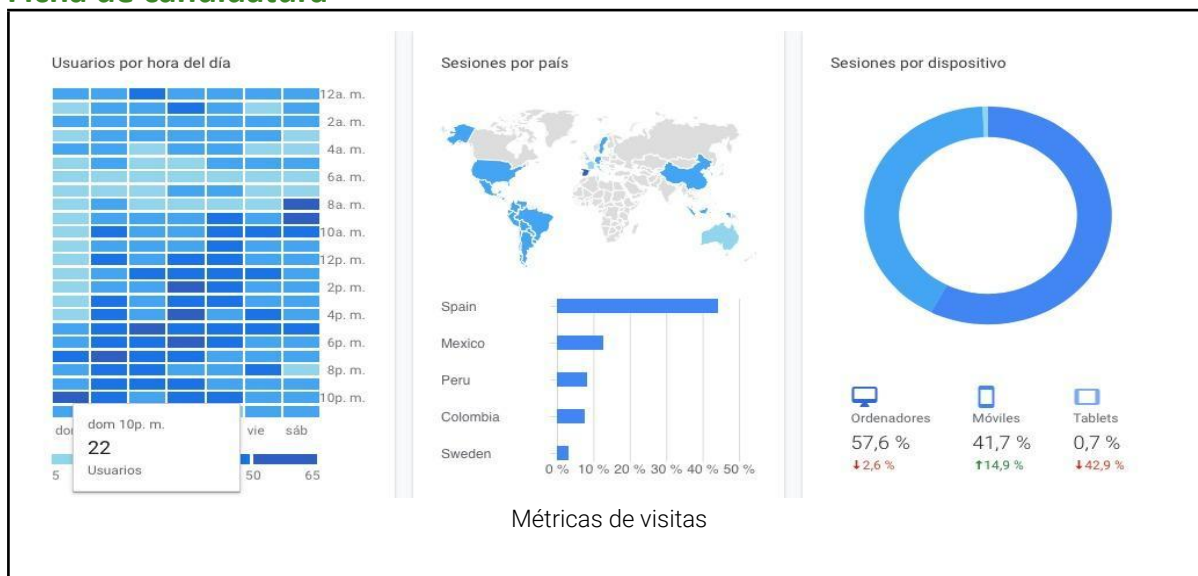 Usuarios por hora del día
12a. m.
2a. m.
4a. m.
6a. m.
8a. m.
10a. m.
12p. m.
2p. m.
4p. m.
6p. m.
8p. m.
10p. m.
vie sáb
dom 10p. m.
22
Usuarios
5 50 65
Sesiones por país
Spain
Mexico
Peru
Colombia
Sweden
0 % 10 % 20 % 30 % 40 % 50 %
Sesiones por dispositivo
Ordenadores Móviles Tablets
57,6 % 41,7 % 0,7 %
↓2,6 % ↑14,9 % ↓42,9 %
Métricas de visitas